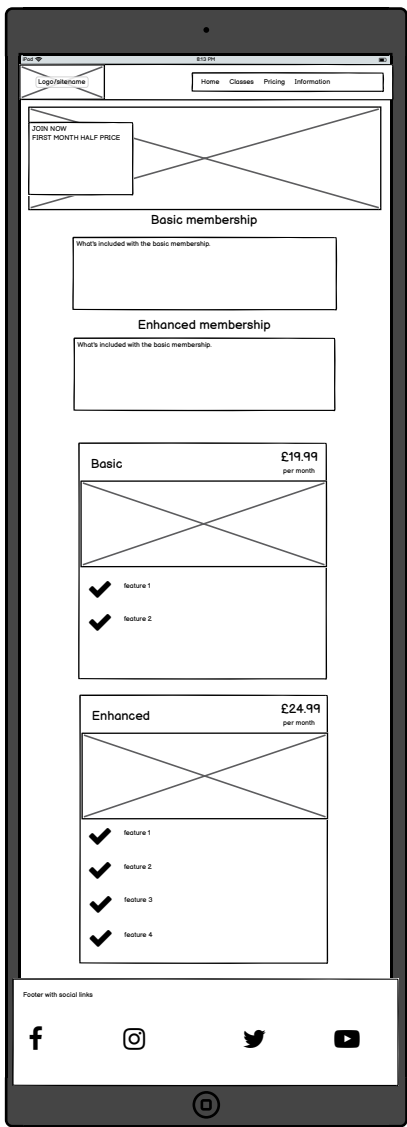 iPad 8:13 PM
Logo/sitename
Home Classes Pricing Information
JOIN NOW
FIRST MONTH HALF PRICE
Basic membership
What's included with the basic membership.
Enhanced membership
What's included with the basic membership.
Basic £19.99
per month
feature 1
feature 2
Enhanced £24.99
per month
feature 1
feature 2
feature 3
feature 4
Footer with social links